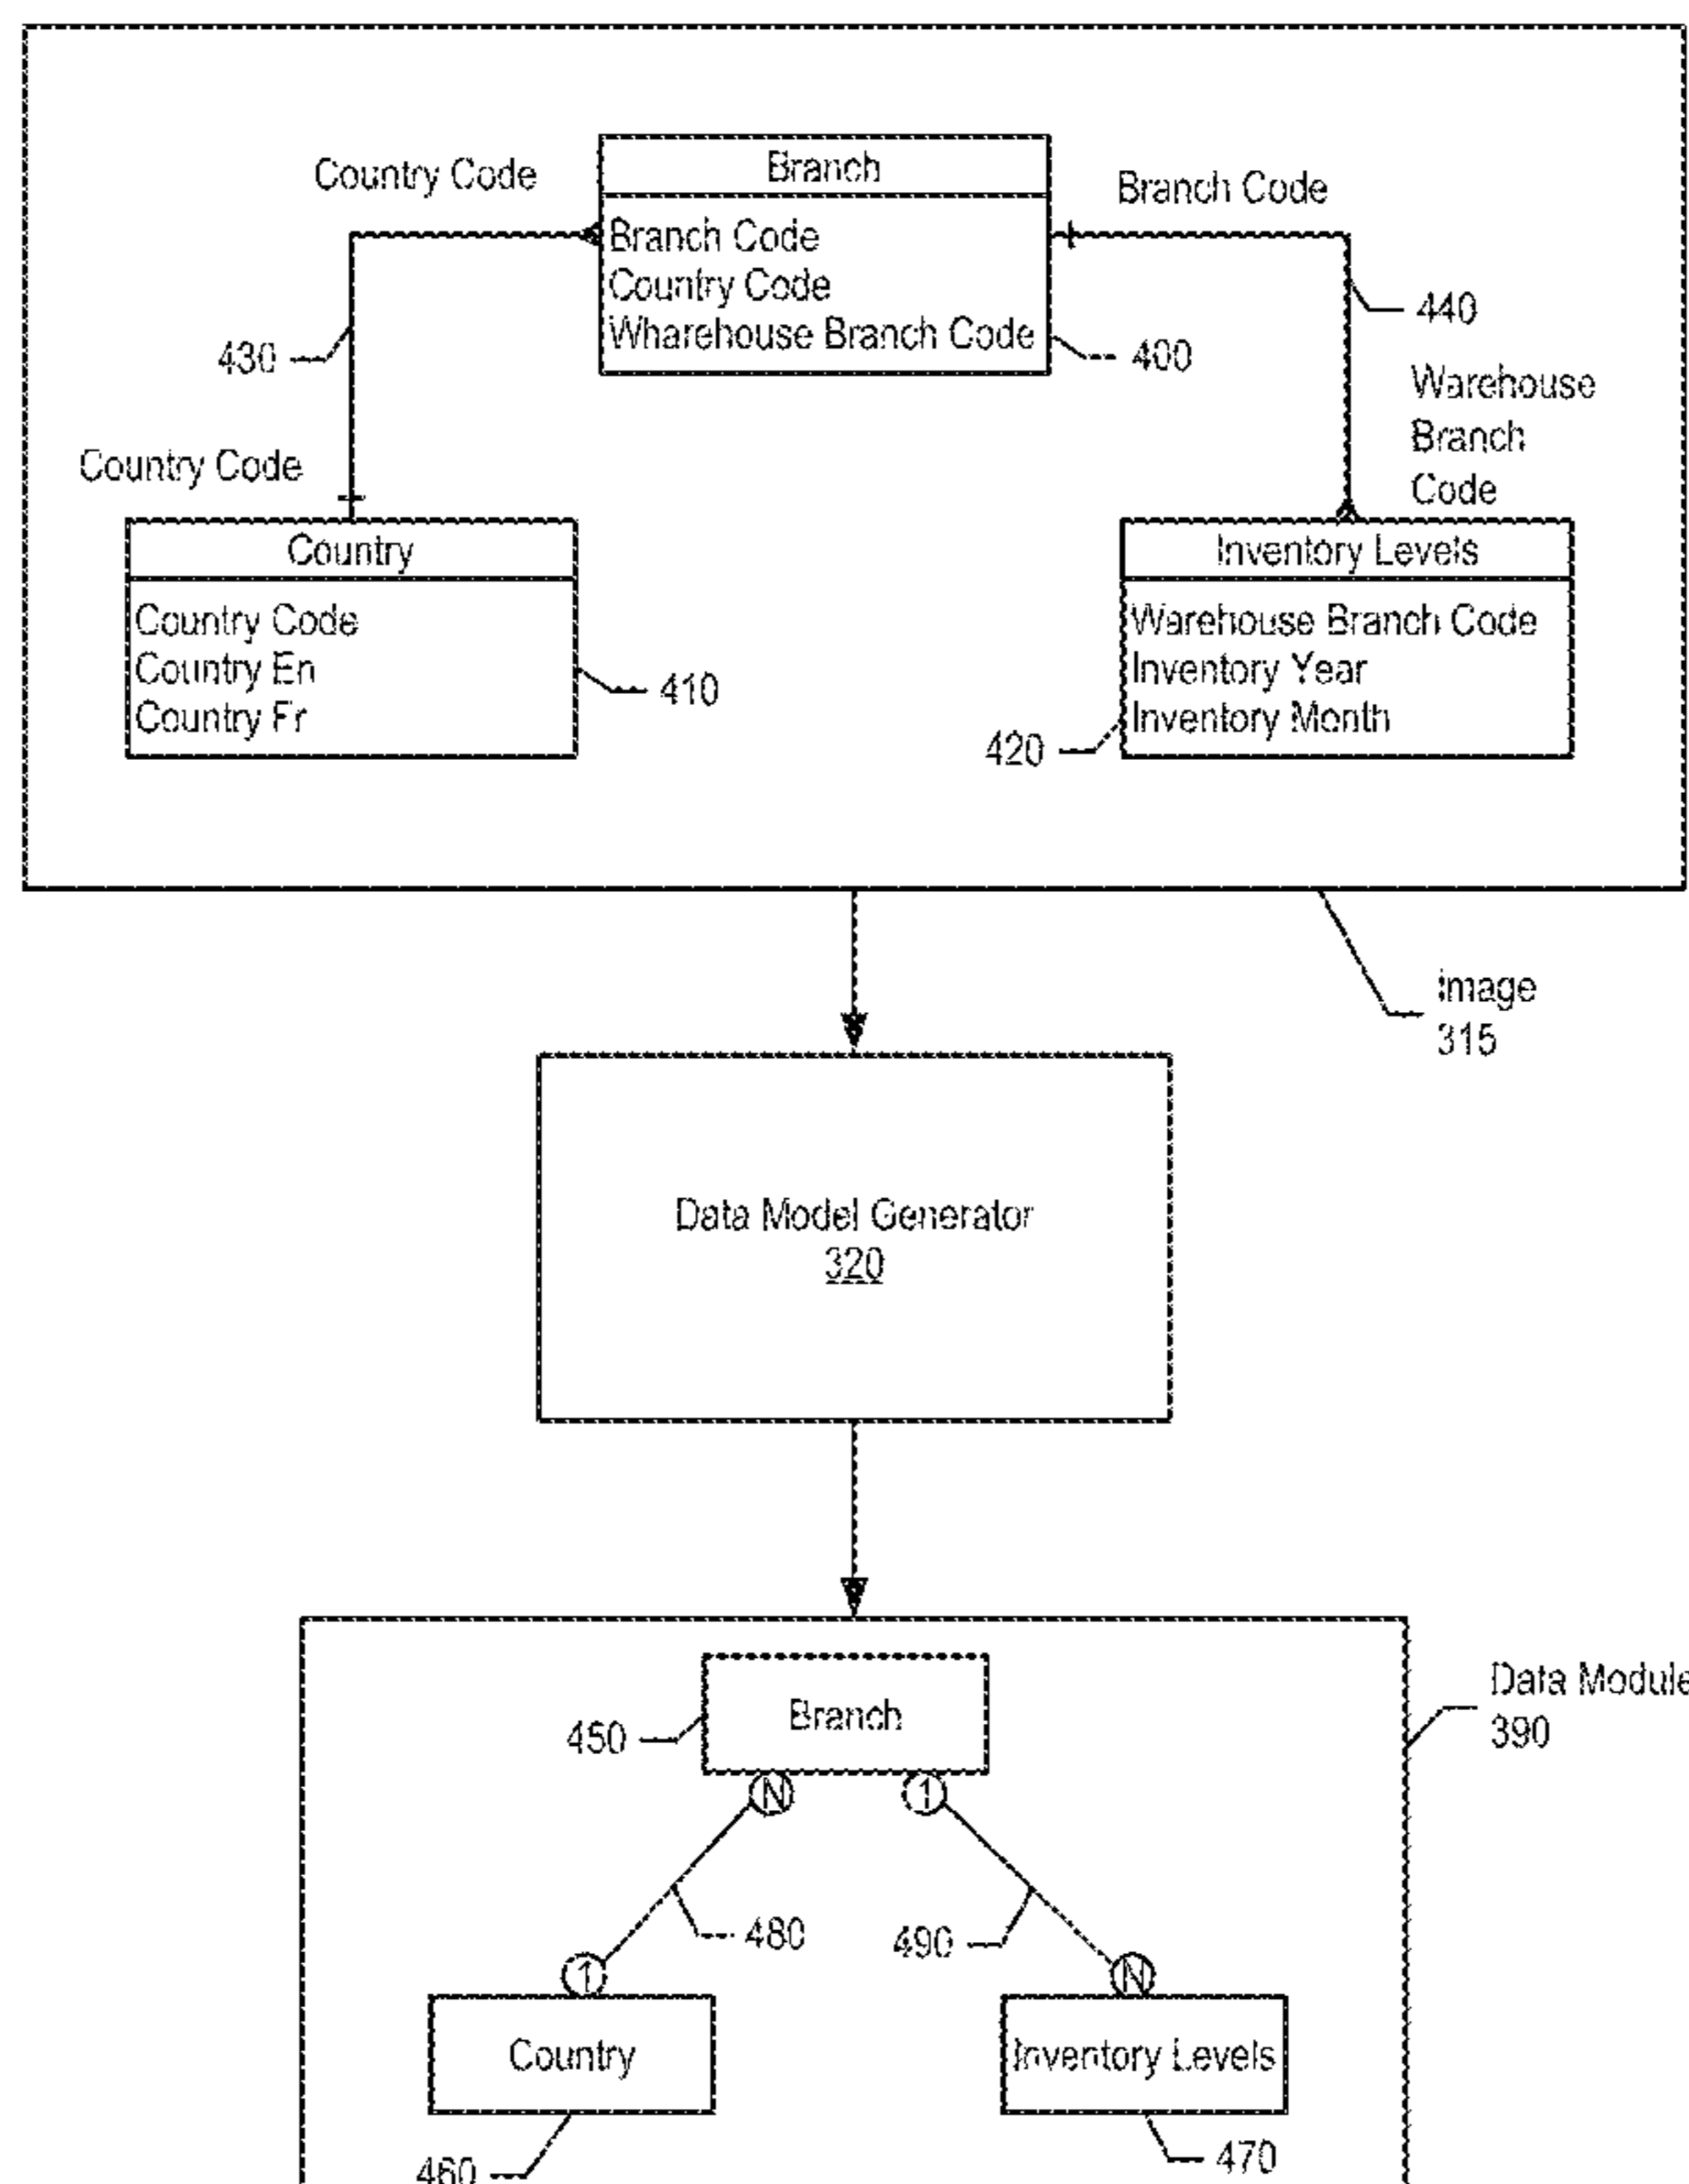 Country Code
Branch
Branch Code
Branch Code
Country Code
Wharehouse Branch Code
430
400
440
Warehouse
Branch
Code
Country Code
Country
Country Code
Country En
Country Fr
410
Inventory Levels
Warehouse Branch Code
Inventory Year
Inventory Month
420
Image
315
Data Model Generator
320
Data Module
390
Branch
450
N
1
480
490
1
N
Country
Inventory Levels
460
470